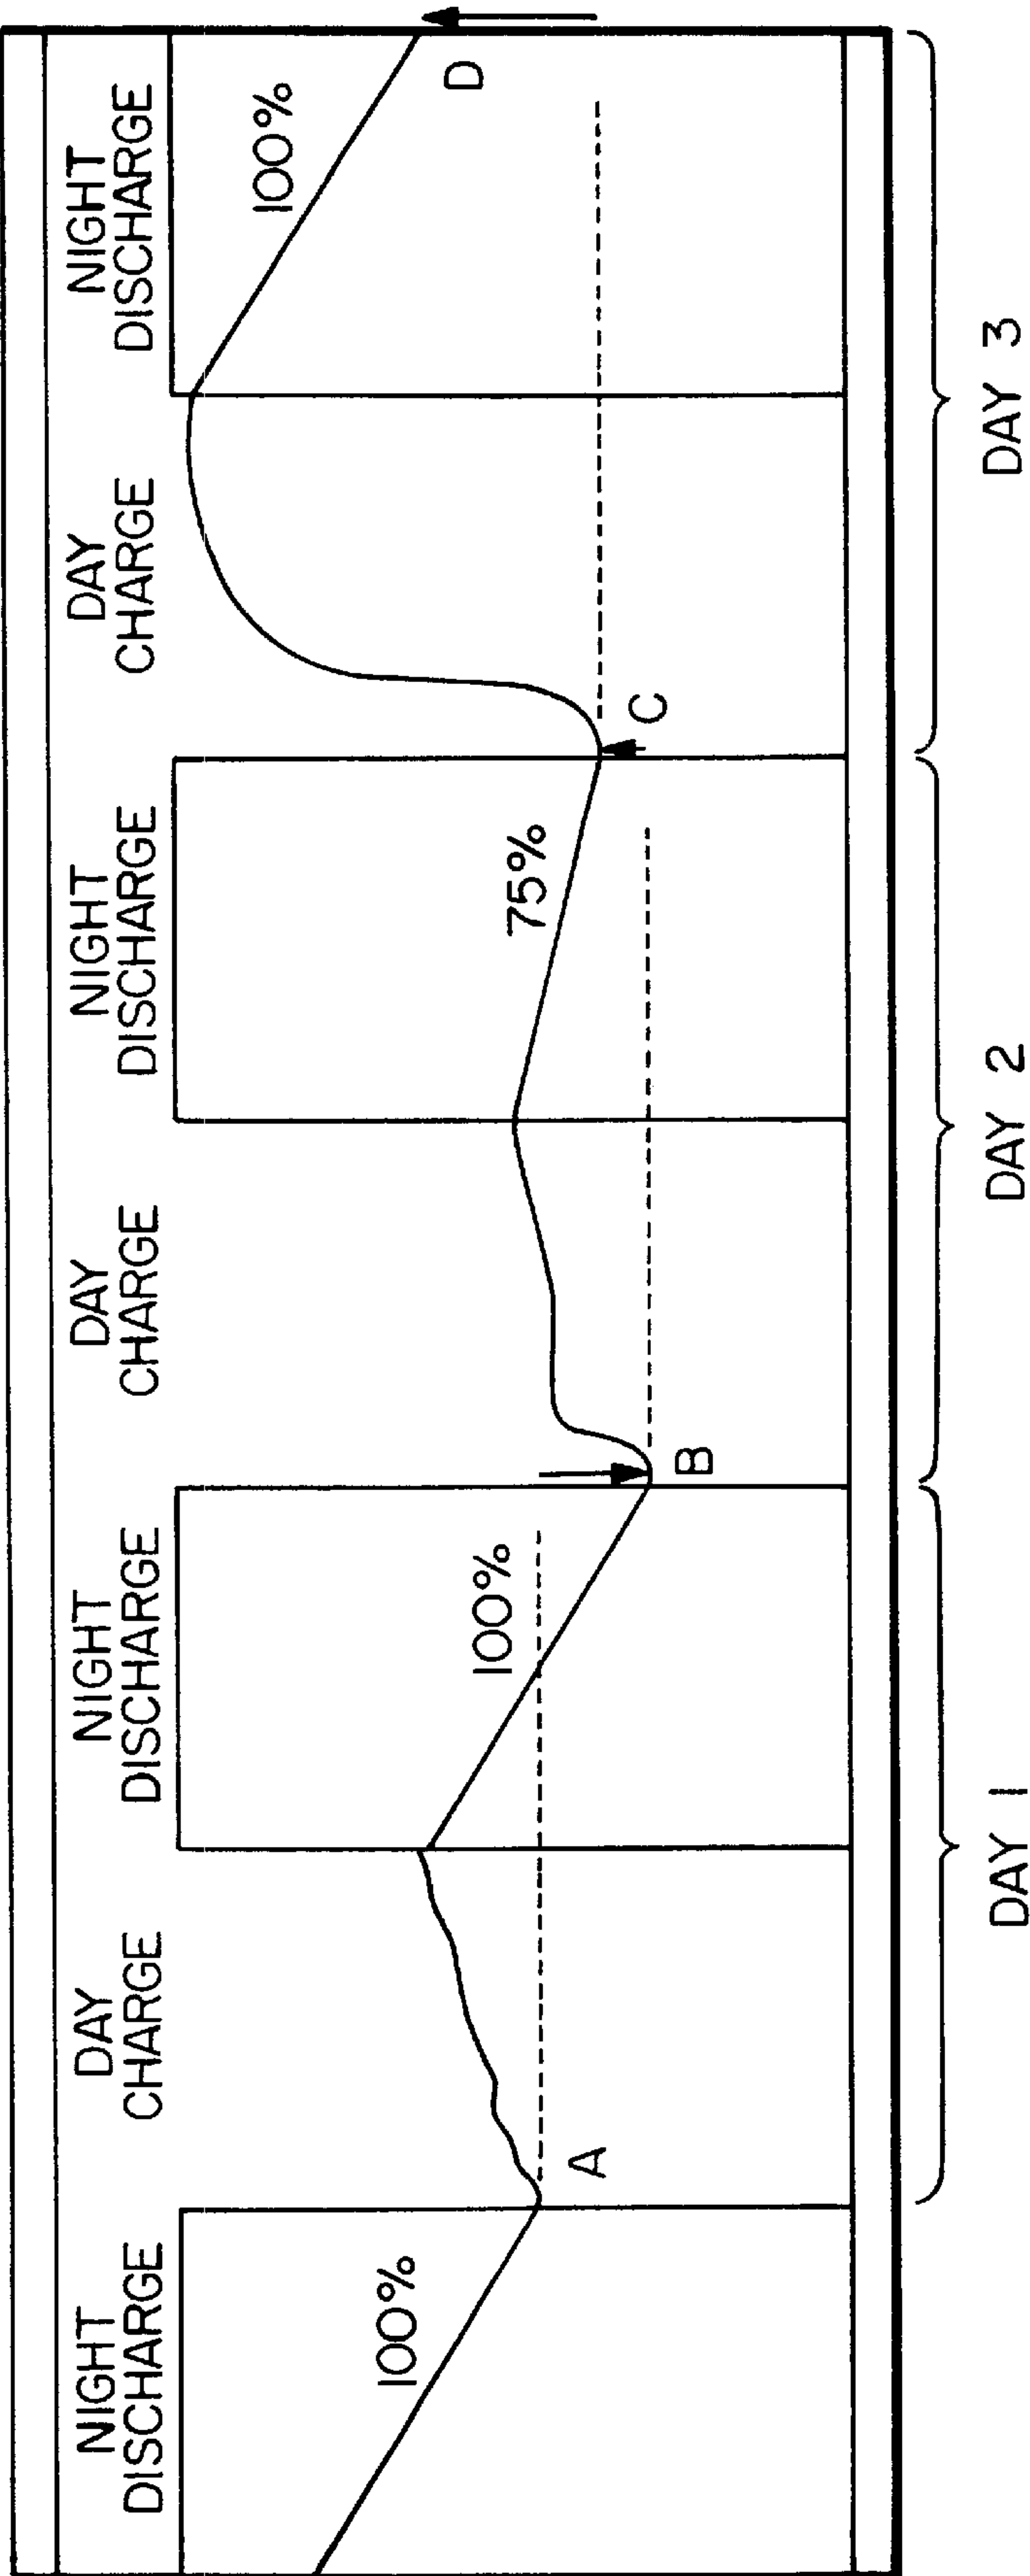 NIGHT
DISCHARGE
DAY
CHARGE
NIGHT
DISCHARGE
DAY
CHARGE
NIGHT
DISCHARGE
DAY
CHARGE
NIGHT
DISCHARGE
100%
A
100%
B
75%
C
100%
D
DAY 1
DAY 2
DAY 3